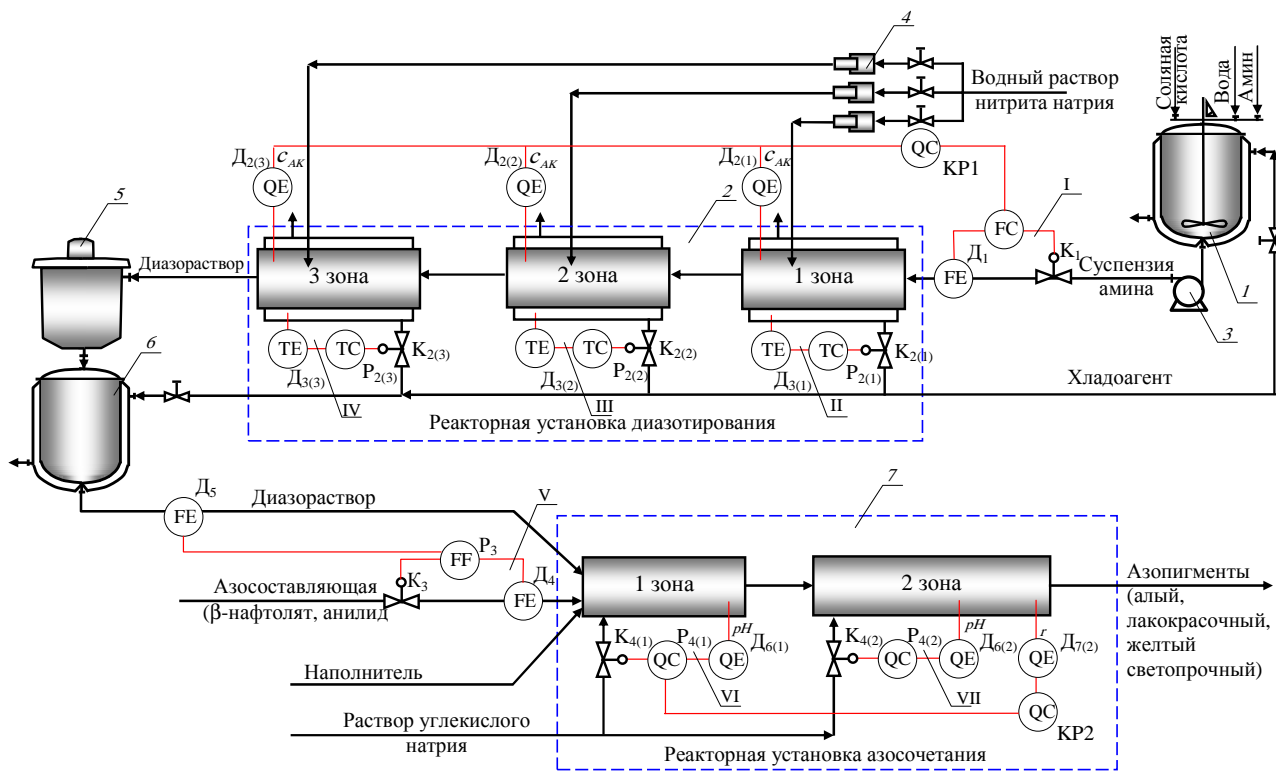 4
Соляная
кислота
Вода
Амин
Водный раствор
нитрита натрия
Д2(3)
cАК
Д2(2)
cАК
Д2(1)
cАК
QC
КР1
QE
QE
QE
I
5
2
FC
Д1
К1
Диазораствор
3 зона
2 зона
1 зона
FE
Суспензия
амина
1
3
6
TE
TC
К2(3)
TE
TC
К2(2)
TE
TC
К2(1)
Д3(3)
Р2(3)
Д3(2)
Р2(2)
Д3(1)
Р2(1)
Хладоагент
IV
III
II
Реакторная установка диазотирования
Д5
Диазораствор
V
7
FE
FF
Р3
К3
Д4
1 зона
2 зона
Азосоставляющая
(β-нафтолят, анилид
FE
Азопигменты
(алый,
лакокрасочный,
желтый
светопрочный)
К4(1)
Р4(1)
pH
Д6(1)
К4(2)
Р4(2)
pH
Д6(2)
r
Д7(2)
QC
QE
QC
QE
QE
Наполнитель
VI
VII
Раствор углекислого
натрия
QC
КР2
Реакторная установка азосочетания